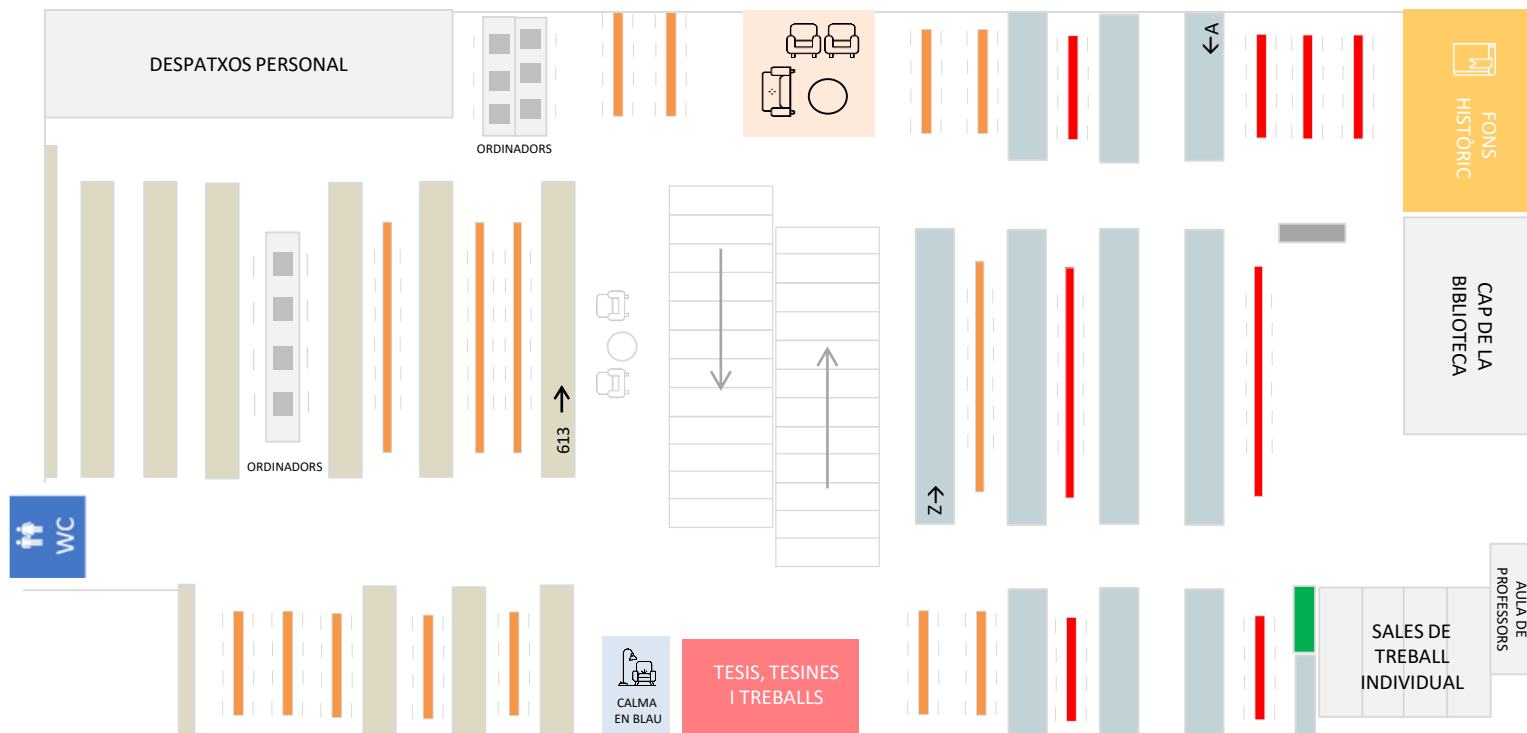 DESPATXOS PERSONAL
ORDINADORS
←A
FONS
HISTÒRIC
CAP DE LA
BIBLIOTECA
613 →
ORDINADORS
Z→
WC
CALMA
EN BLAU
TESIS, TESINES
I TREBALLS
SALES DE
TREBALL
INDIVIDUAL
AULA DE
PROFESSORS